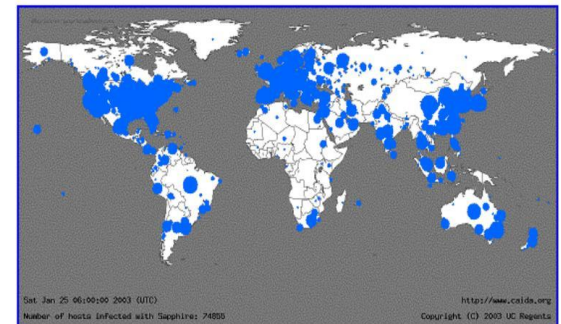 Sat Jan 25 06:00:00 2003 (UTC)
http://www.caida.org
Number of hosts infected with Sapphire: 74855
Copyright (C) 2003 UC Regents